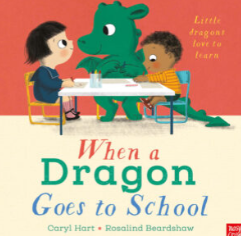 Little
dragons
love to
learn
When a
Dragon
Goes to School
Caryl Hart • Rosalind Beardshaw